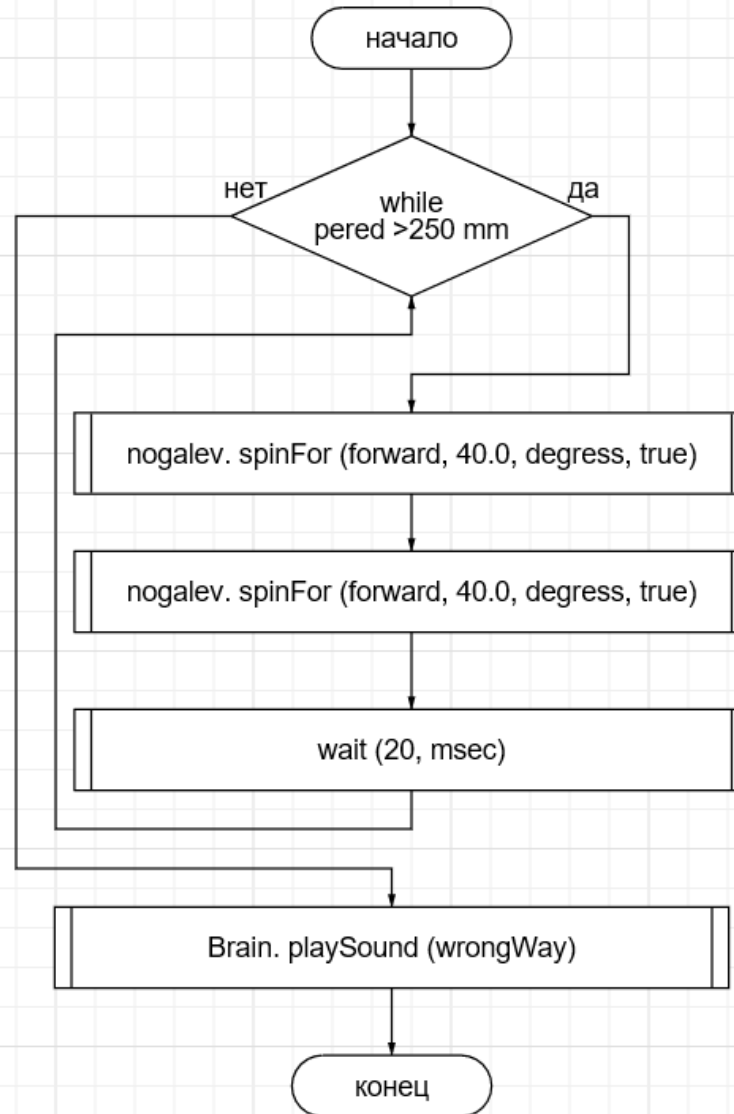 начало
нет
да
while
pered >250 mm
nogalev. spinFor (forward, 40.0, degress, true)
nogalev. spinFor (forward, 40.0, degress, true)
wait (20, msec)
Brain. playSound (wrongWay)
конец